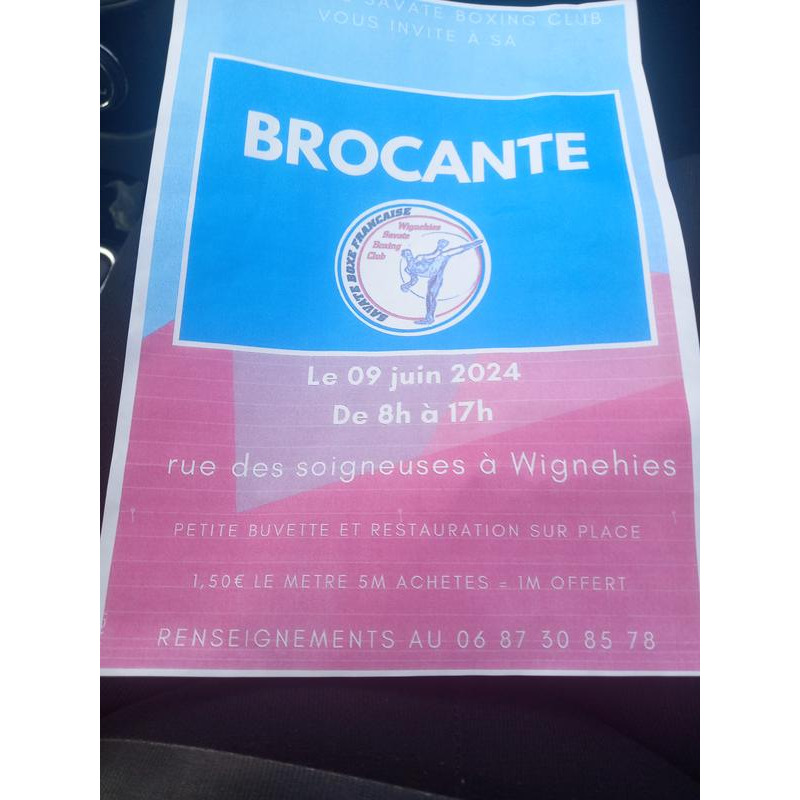 SAVATE BOXING CLUB
VOUS INVITE À SA
BROCANTE
SAVATE BOXE FRANÇAISE
Wignehies
Savate
Boxing
Club
Le 09 juin 2024
De 8h à 17h
rue des soigneuses à Wignehies
PETITE BUVETTE ET RESTAURATION SUR PLACE
1,50€ LE METRE 5M ACHETES = 1M OFFERT
RENSEIGNEMENTS AU 06 87 30 85 78